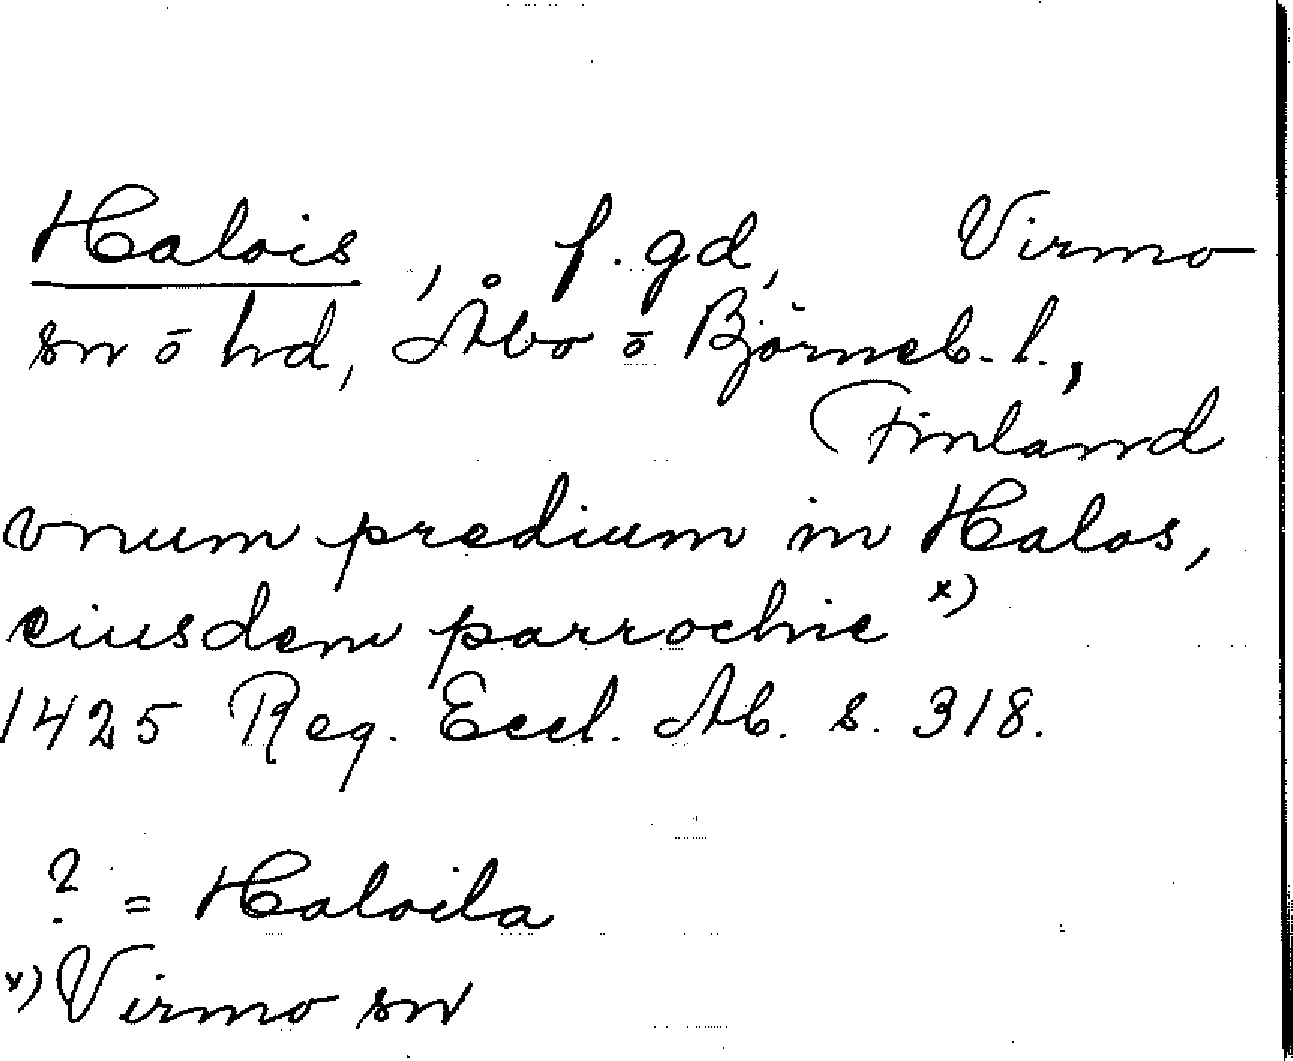 Halois, f. gd, Virmo
sn ō hd, Åbo ō Björneb. l.,
Finland
vnum predium in Halos,
eiusdem parrochie x)
1425 Reg. Eccl. Ab. s. 318.
? = Haloila
x) Virmo sn